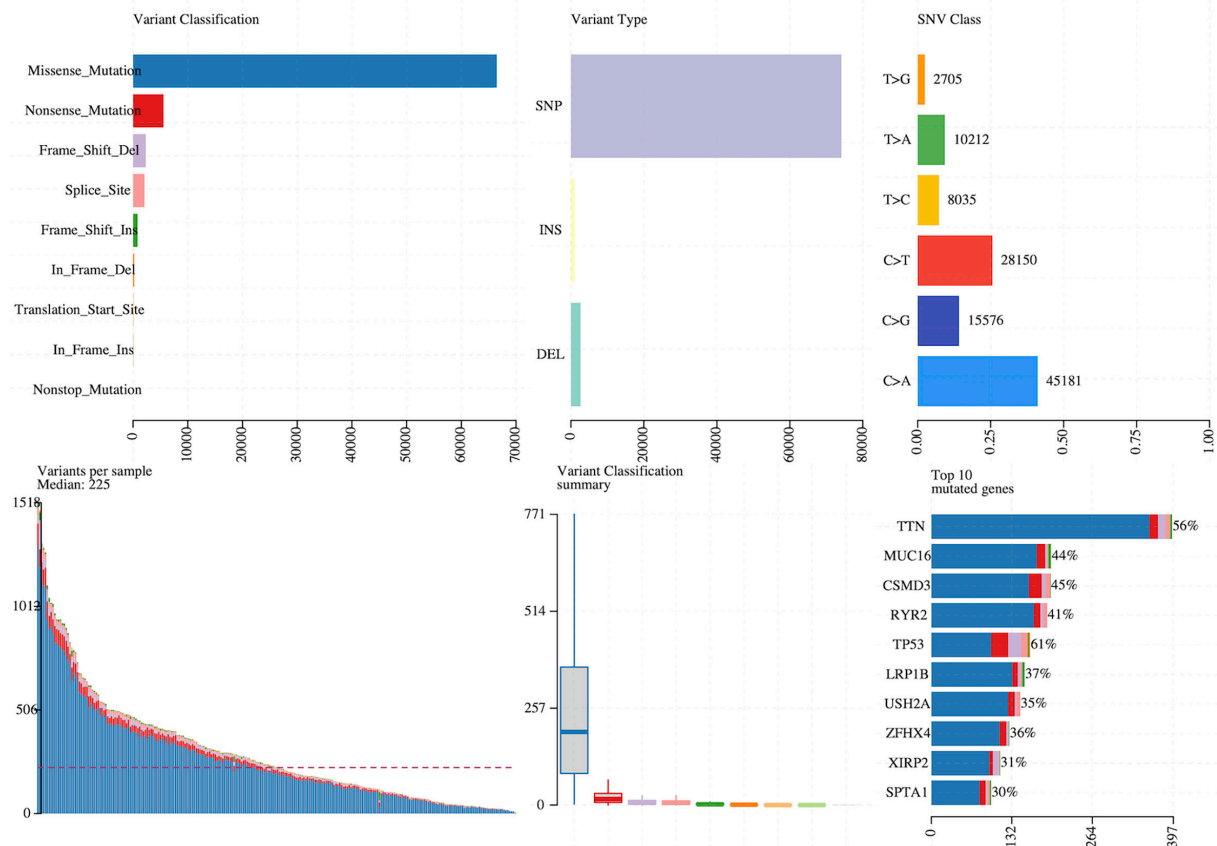 Variant Classification
Missense_Mutation
Nonsense_Mutation
Frame_Shift_Del
Splice_Site
Frame_Shift_Ins
In_Frame_Del
Translation_Start_Site
In_Frame_Ins
Nonstop_Mutation
0
10000
20000
30000
40000
50000
60000
70000
Variant Type
SNP
INS
DEL
0
20000
40000
60000
80000
SNV Class
T>G
2705
T>A
10212
T>C
8035
C>T
28150
C>G
15576
C>A
45181
0.00
0.25
0.50
0.75
1.00
Variants per sample
Median: 225
1518
1012
506
0
Variant Classification
summary
771
514
257
0
Top 10
mutated genes
TTN
56%
MUC16
44%
CSMD3
45%
RYR2
41%
TP53
61%
LRP1B
37%
USH2A
35%
ZFHX4
36%
XIRP2
31%
SPTA1
30%
0
132
264
397